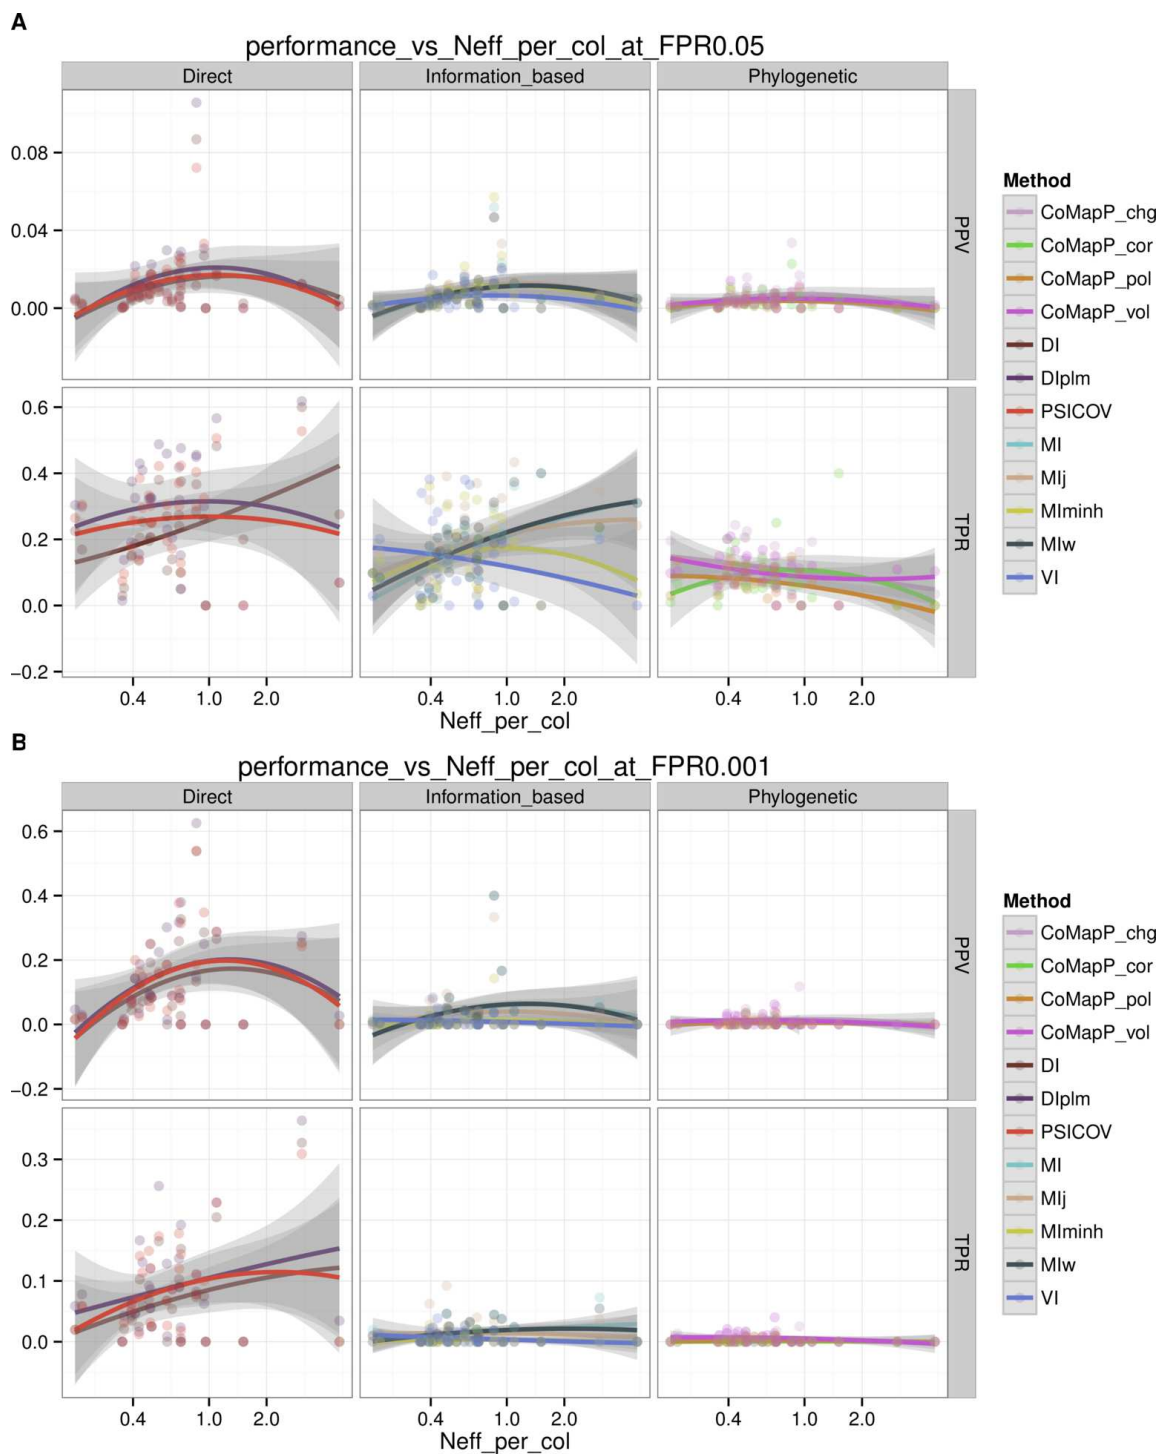 A
performance_vs_Neff_per_col_at_FPR0.05
Direct Information_based Phylogenetic
0.08
0.04
0.00
PPV
0.6
0.4
0.2
0.0
−0.2
TPR
0.4 1.0 2.0 0.4 1.0 2.0 0.4 1.0 2.0
Neff_per_col
Method
CoMapP_chg
CoMapP_cor
CoMapP_pol
CoMapP_vol
DI
DIplm
PSICOV
MI
MIj
MIminh
MIw
VI
B
performance_vs_Neff_per_col_at_FPR0.001
Direct Information_based Phylogenetic
0.6
0.4
0.2
0.0
−0.2
PPV
0.3
0.2
0.1
0.0
TPR
0.4 1.0 2.0 0.4 1.0 2.0 0.4 1.0 2.0
Neff_per_col
Method
CoMapP_chg
CoMapP_cor
CoMapP_pol
CoMapP_vol
DI
DIplm
PSICOV
MI
MIj
MIminh
MIw
VI